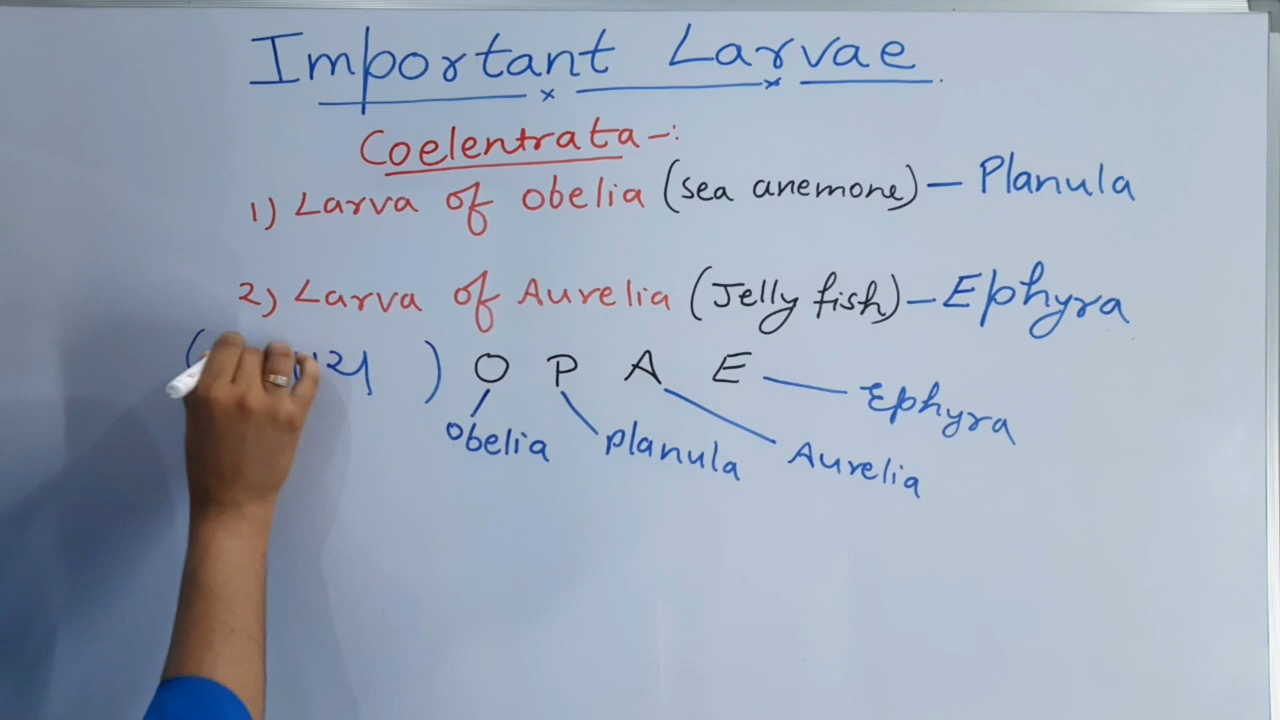 Important Larvae
Coelentrata -:
1) Larva of Obelia (sea anemone) - Planula
2) Larva of Aurelia (Jelly fish) - Ephyra
( ) O P A E - Ephyra
Obelia planula Aurelia